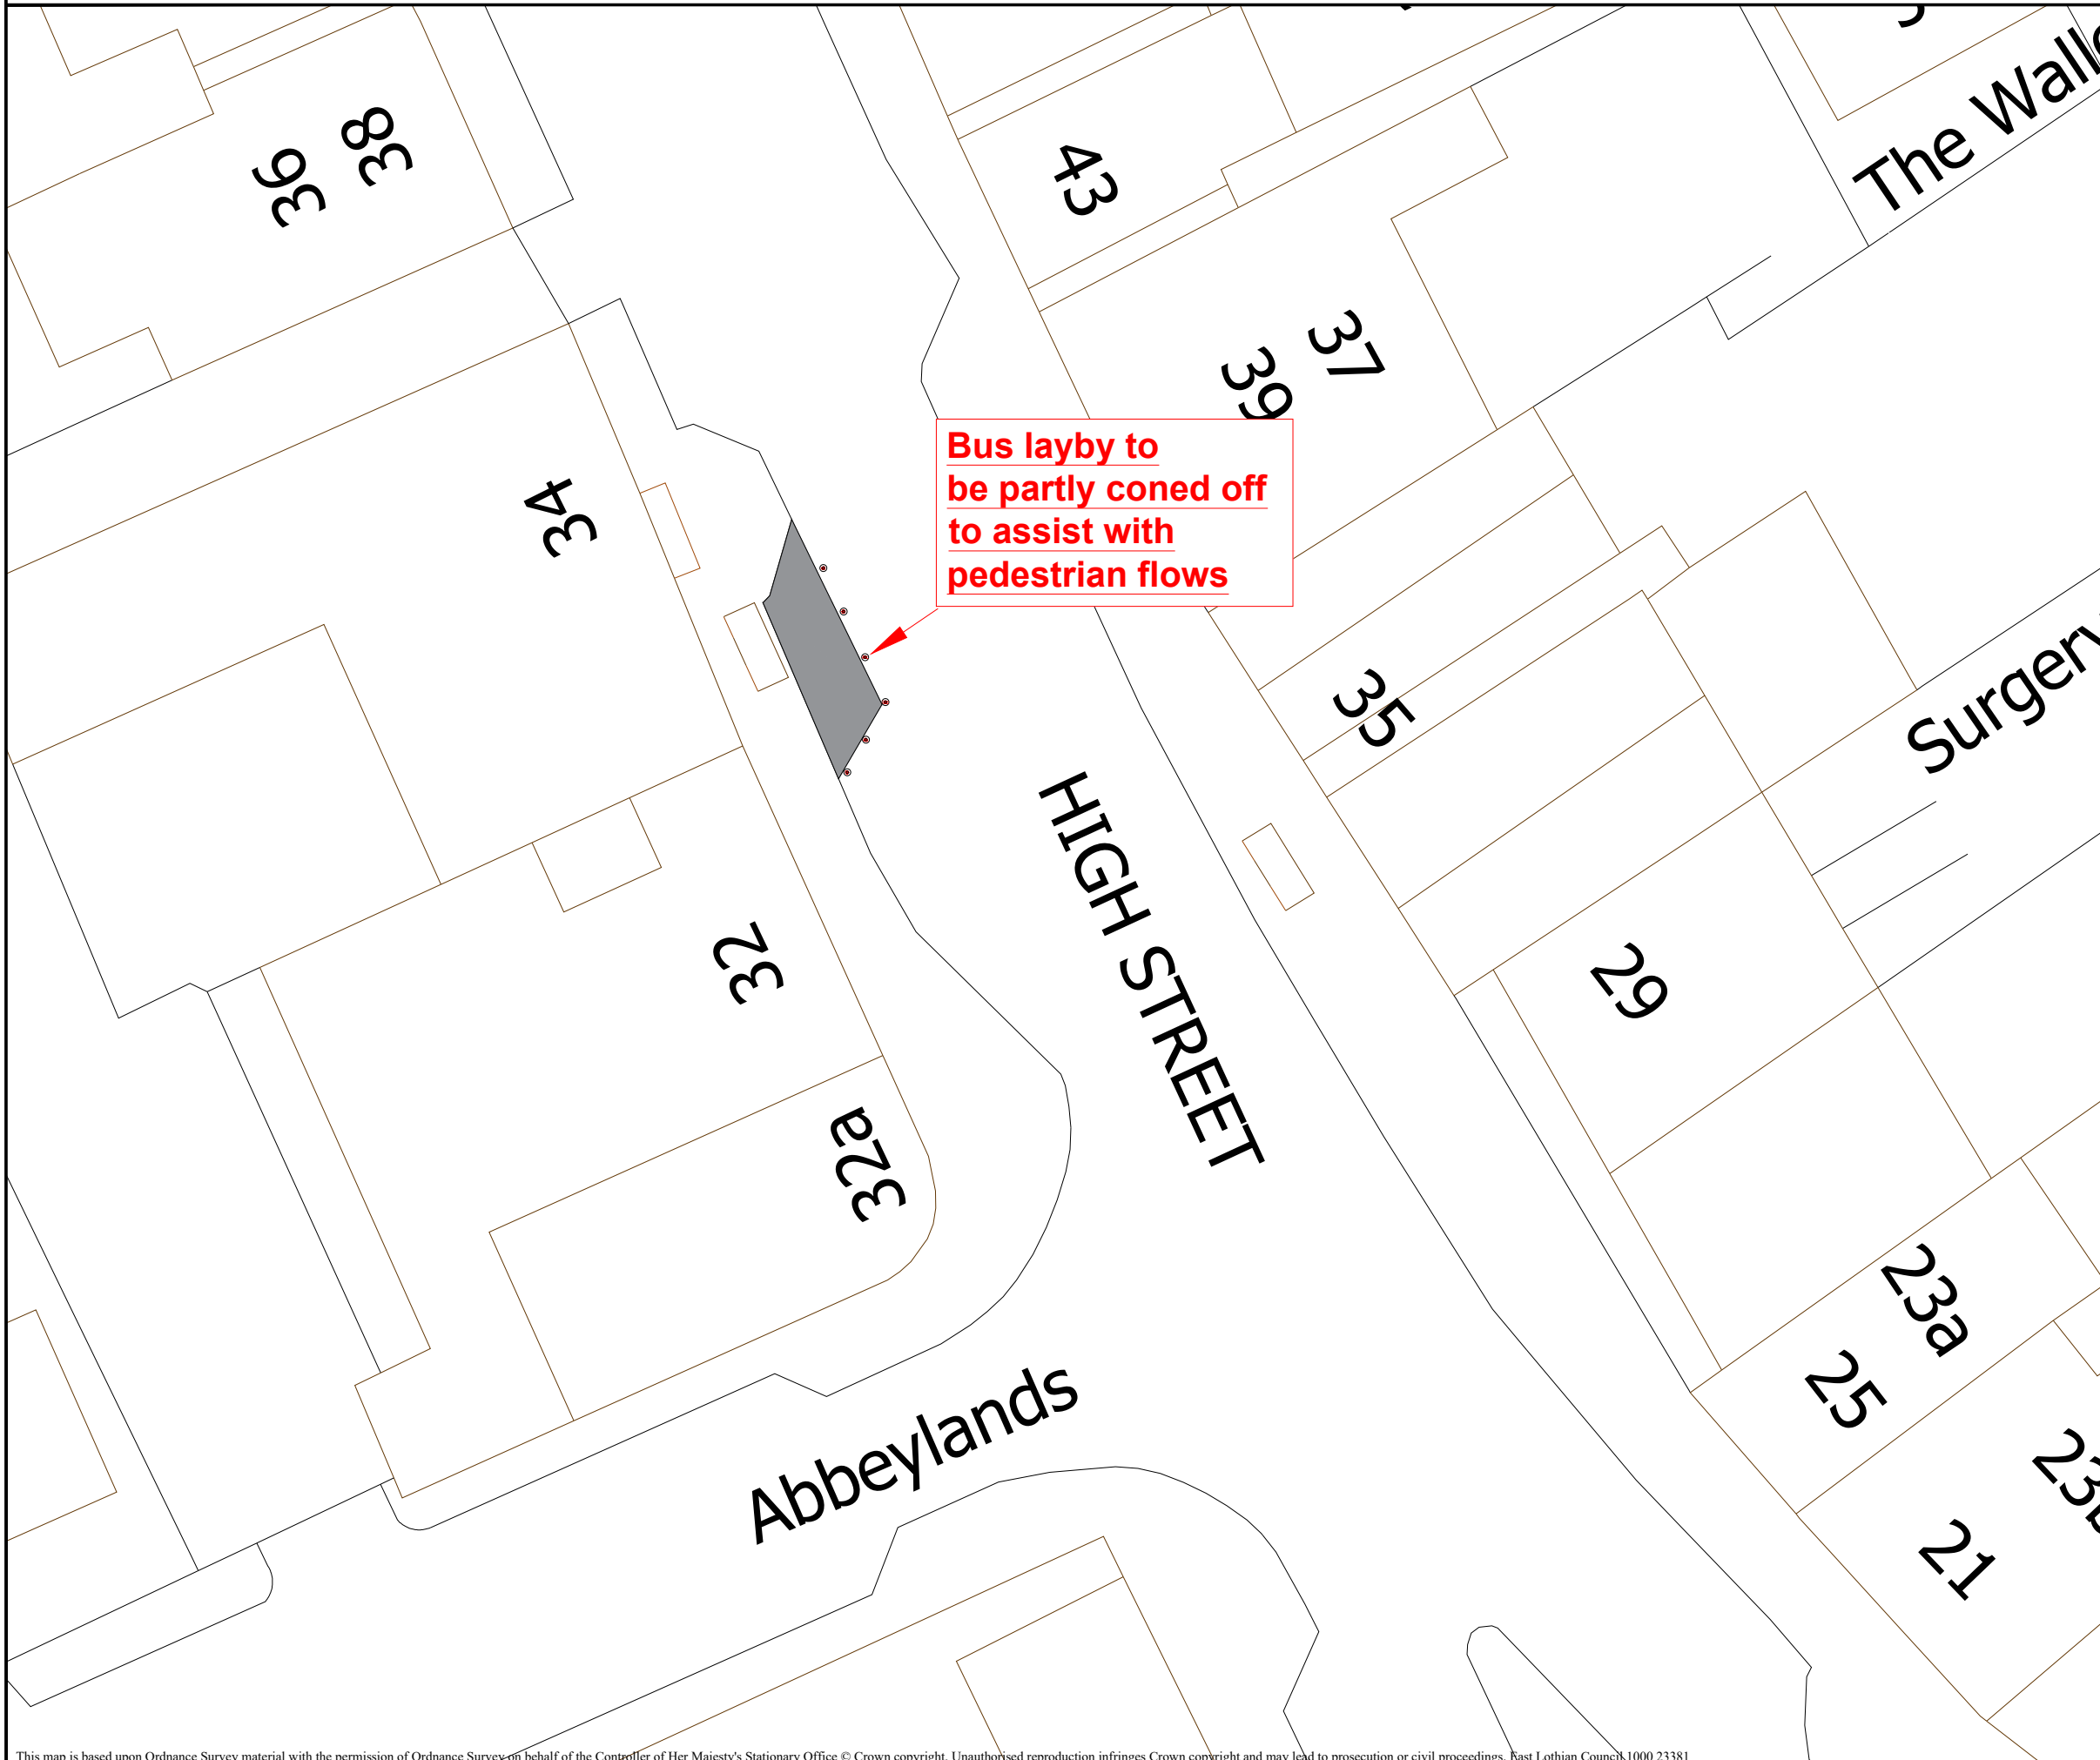 38
36
43
The Walle
37
39
Bus layby to
be partly coned off
to assist with
pedestrian flows
34
35
Surgery
HIGH STREET
32
29
32a
23a
25
Abbeylands
21
This map is based upon Ordnance Survey material with the permission of Ordnance Survey on behalf of the Controller of Her Majesty's Stationary Office © Crown copyright. Unauthorised reproduction infringes Crown copyright and may lead to prosecution or civil proceedings. East Lothian Council 1000 23381